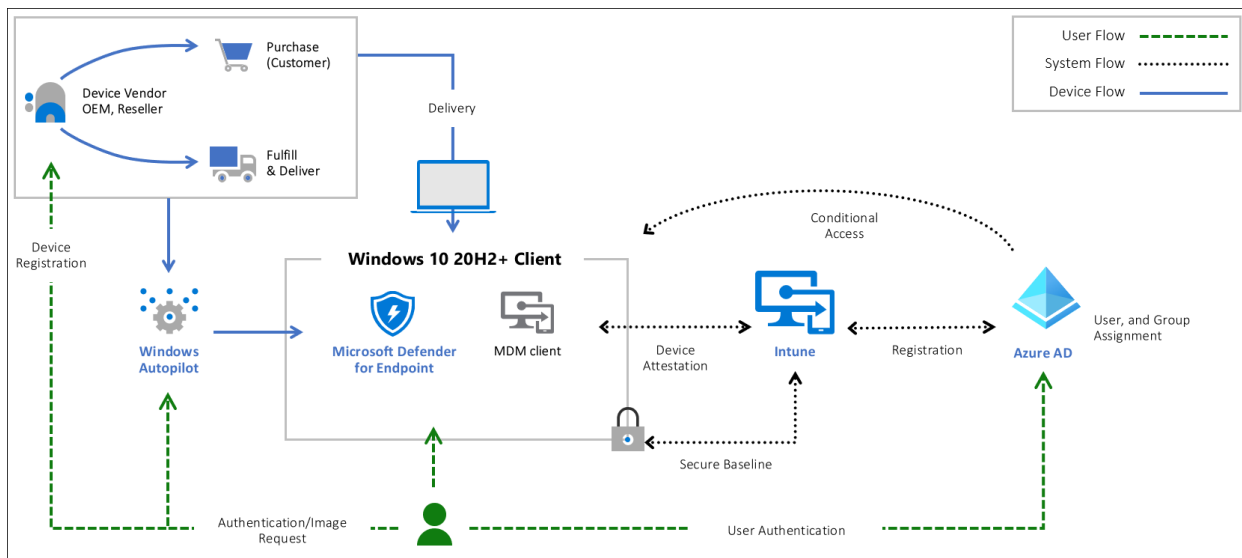 Purchase
(Customer)
Device Vendor
OEM, Reseller
Fulfill
& Deliver
Delivery
User Flow
System Flow
Device Flow
Device
Registration
Conditional
Access
Windows 10 20H2+ Client
Windows
Autopilot
Microsoft Defender
for Endpoint
MDM client
Device
Attestation
Intune
Registration
Azure AD
User, and Group
Assignment
Secure Baseline
Authentication/Image
Request
User Authentication